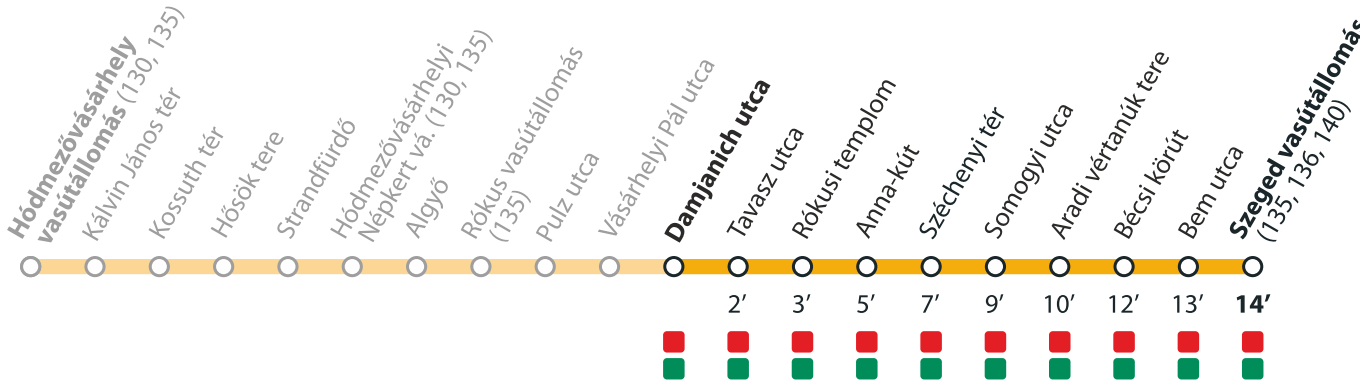 Hódmezővásárhely
vasútállomás (130, 135)
Kálvin János tér
Kossuth tér
Hősök tere
Strandfürdő
Hódmezővásárhelyi
Népkert vá. (130, 135)
Algyő
Rókus vasútállomás
(135)
Pulz utca
Vásárhelyi Pál utca
Damjanich utca
Tavasz utca
Rókusi templom
Anna-kút
Széchenyi tér
Somogyi utca
Aradi vértanúk tere
Bécsi körút
Bem utca
Szeged vasútállomás
(135, 136, 140)
2’ 3’ 5’ 7’ 9’ 10’ 12’ 13’ 14’